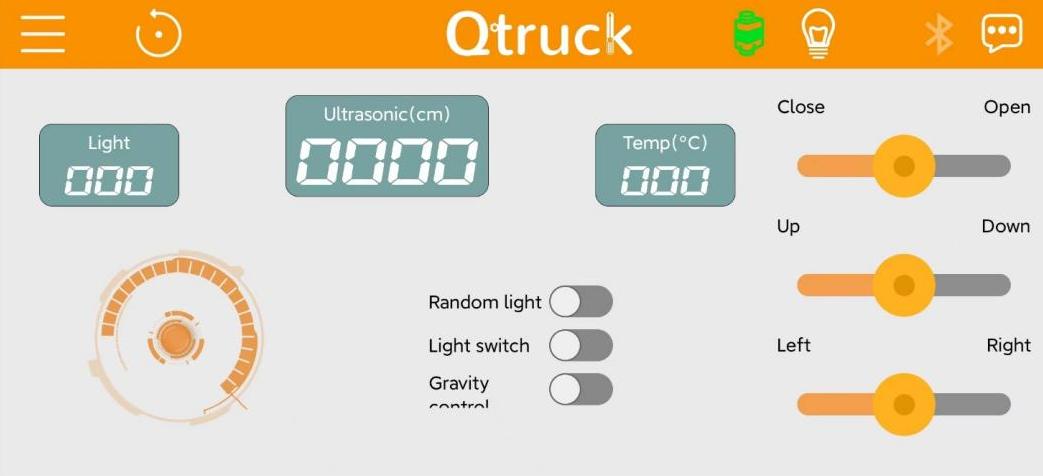 Qtruck
Ultrasonic(cm)
0000
Light
000
Temp(°C)
000
Close
Open
Up
Down
Left
Right
Random light
Light switch
Gravity
control